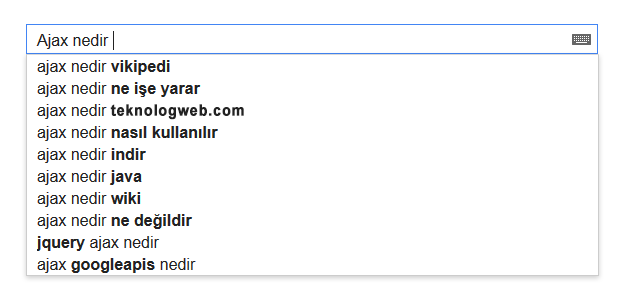 Ajax nedir
ajax nedir vikipedi
ajax nedir ne işe yarar
ajax nedir teknologweb.com
ajax nedir nasıl kullanılır
ajax nedir indir
ajax nedir java
ajax nedir wiki
ajax nedir ne değildir
jquery ajax nedir
ajax googleapis nedir